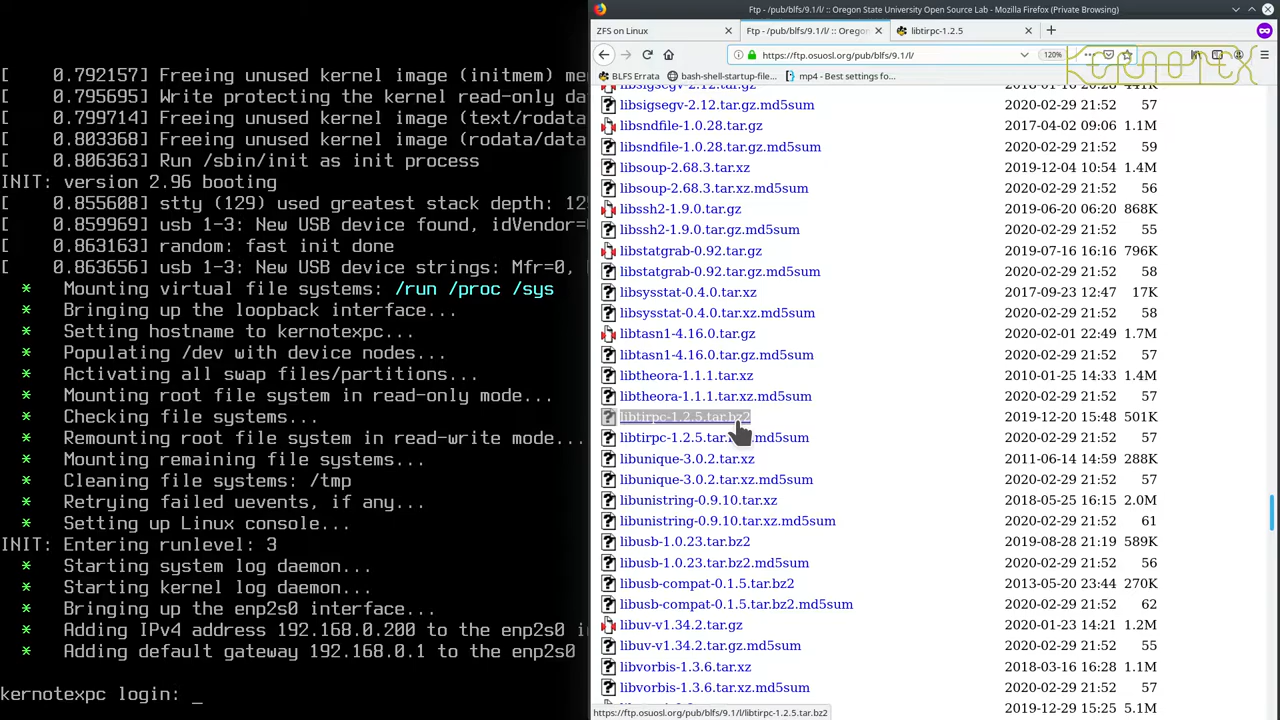 [    0.792157] Freeing unused kernel image (initmem) me
[    0.795695] Write protecting the kernel read-only da
[    0.799714] Freeing unused kernel image (text/rodata
[    0.803368] Freeing unused kernel image (rodata/data
[    0.806363] Run /sbin/init as init process
INIT: version 2.96 booting
[    0.855608] stty (129) used greatest stack depth: 12
[    0.859969] usb 1-3: New USB device found, idVendor=
[    0.863163] random: fast init done
[    0.863656] usb 1-3: New USB device strings: Mfr=0,
 *   Mounting virtual file systems: /run /proc /sys
 *   Bringing up the loopback interface...
 *   Setting hostname to kernotexpc...
 *   Populating /dev with device nodes...
 *   Activating all swap files/partitions...
 *   Mounting root file system in read-only mode...
 *   Checking file systems...
 *   Remounting root file system in read-write mode...
 *   Mounting remaining file systems...
 *   Cleaning file systems: /tmp
 *   Retrying failed uevents, if any...
 *   Setting up Linux console...
INIT: Entering runlevel: 3
 *   Starting system log daemon...
 *   Starting kernel log daemon...
 *   Bringing up the enp2s0 interface...
 *   Adding IPv4 address 192.168.0.200 to the enp2s0 i
 *   Adding default gateway 192.168.0.1 to the enp2s0
kernotexpc login: _
Ftp - /pub/blfs/9.1/l/ :: Oregon State University Open Source Lab - Mozilla Firefox (Private Browsing)
ZFS on Linux
Ftp - /pub/blfs/9.1/l/ :: Orego
libtirpc-1.2.5
https://ftp.osuosl.org/pub/blfs/9.1/l/
120%
KERNOTEX
BLFS Errata
bash-shell-startup-file...
mp4 - Best settings fo...
libsigsegv-2.12.tar.gz.md5sum 2020-02-29 21:52 57
libsndfile-1.0.28.tar.gz 2017-04-02 09:06 1.1M
libsndfile-1.0.28.tar.gz.md5sum 2020-02-29 21:52 59
libsoup-2.68.3.tar.xz 2019-12-04 10:54 1.4M
libsoup-2.68.3.tar.xz.md5sum 2020-02-29 21:52 56
libssh2-1.9.0.tar.gz 2019-06-20 06:20 868K
libssh2-1.9.0.tar.gz.md5sum 2020-02-29 21:52 55
libstatgrab-0.92.tar.gz 2019-07-16 16:16 796K
libstatgrab-0.92.tar.gz.md5sum 2020-02-29 21:52 58
libsysstat-0.4.0.tar.xz 2017-09-23 12:47 17K
libsysstat-0.4.0.tar.xz.md5sum 2020-02-29 21:52 58
libtasn1-4.16.0.tar.gz 2020-02-01 22:49 1.7M
libtasn1-4.16.0.tar.gz.md5sum 2020-02-29 21:52 57
libtheora-1.1.1.tar.xz 2010-01-25 14:33 1.4M
libtheora-1.1.1.tar.xz.md5sum 2020-02-29 21:52 57
libtirpc-1.2.5.tar.bz2 2019-12-20 15:48 501K
libtirpc-1.2.5.tar. .md5sum 2020-02-29 21:52 57
libunique-3.0.2.tar.xz 2011-06-14 14:59 288K
libunique-3.0.2.tar.xz.md5sum 2020-02-29 21:52 57
libunistring-0.9.10.tar.xz 2018-05-25 16:15 2.0M
libunistring-0.9.10.tar.xz.md5sum 2020-02-29 21:52 61
libusb-1.0.23.tar.bz2 2019-08-28 21:19 589K
libusb-1.0.23.tar.bz2.md5sum 2020-02-29 21:52 56
libusb-compat-0.1.5.tar.bz2 2013-05-20 23:44 270K
libusb-compat-0.1.5.tar.bz2.md5sum 2020-02-29 21:52 62
libuv-v1.34.2.tar.gz 2020-01-23 14:21 1.2M
libuv-v1.34.2.tar.gz.md5sum 2020-02-29 21:52 55
libvorbis-1.3.6.tar.xz 2018-03-16 16:28 1.1M
libvorbis-1.3.6.tar.xz.md5sum 2020-02-29 21:52 57
2019-12-29 15:25 5.1M
https://ftp.osuosl.org/pub/blfs/9.1/l/libtirpc-1.2.5.tar.bz2